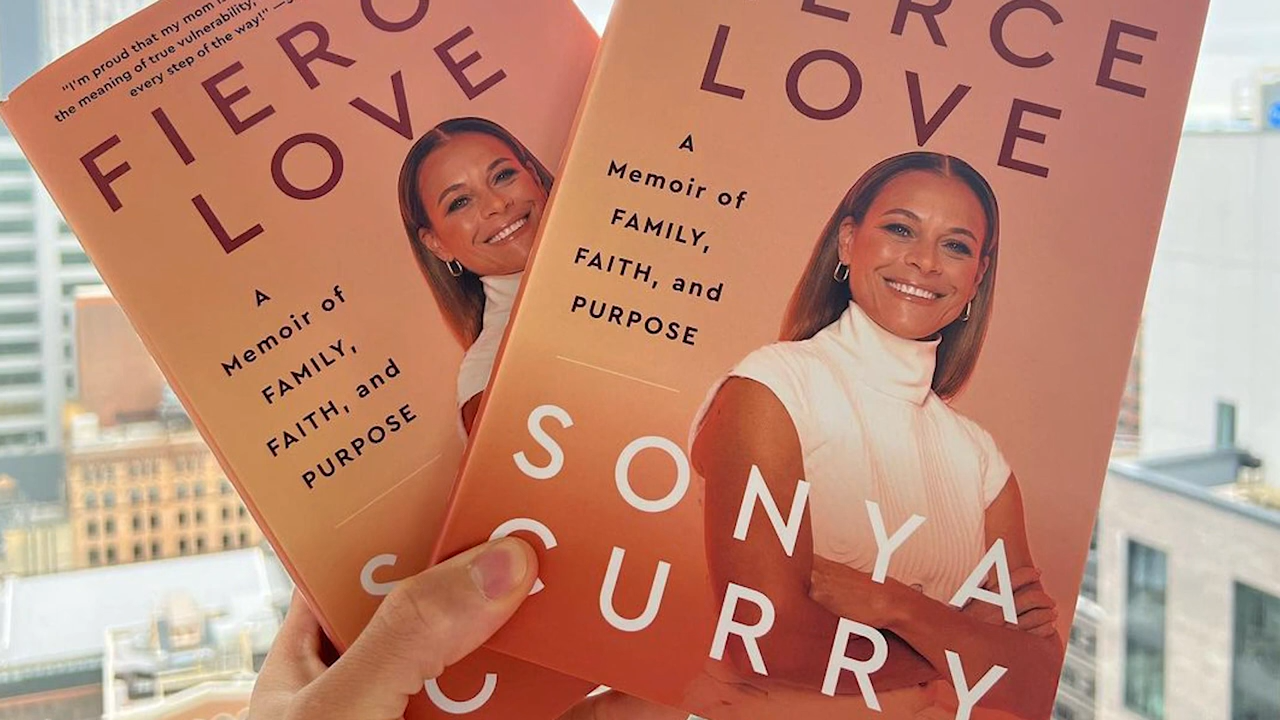 "I'm proud that my mom
the meaning of true vulnerability,
every step of the way!" —
FIERC
LOVE
A
Memoir of
FAMILY,
FAITH, and
PURPOSE
S
C
ERCE
LOVE
A
Memoir of
FAMILY,
FAITH, and
PURPOSE
SONYA
CURRY